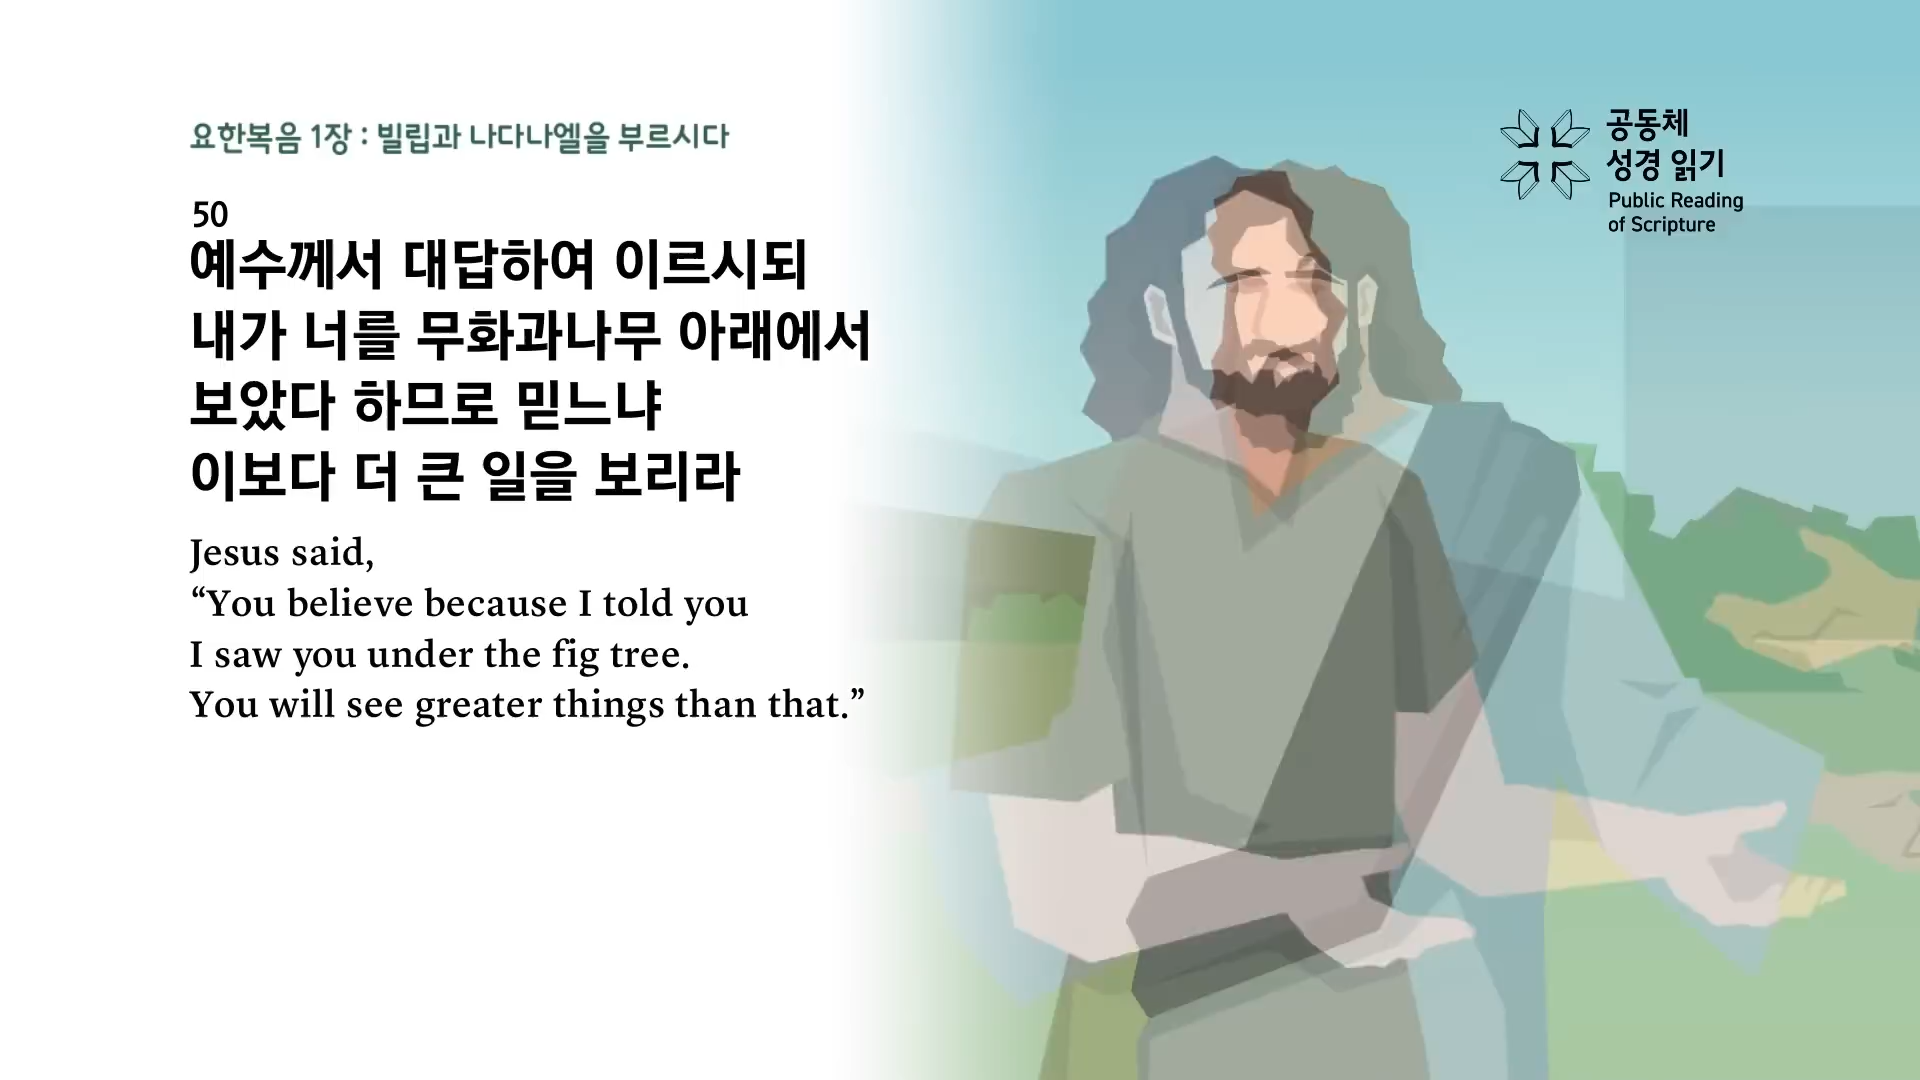 요한복음 1장 : 빌립과 나다나엘을 부르시다
50
예수께서 대답하여 이르시되
내가 너를 무화과나무 아래에서
보았다 하므로 믿느냐
이보다 더 큰 일을 보리라
Jesus said,
“You believe because I told you
I saw you under the fig tree.
You will see greater things than that.”
공동체
성경 읽기
Public Reading
of Scripture